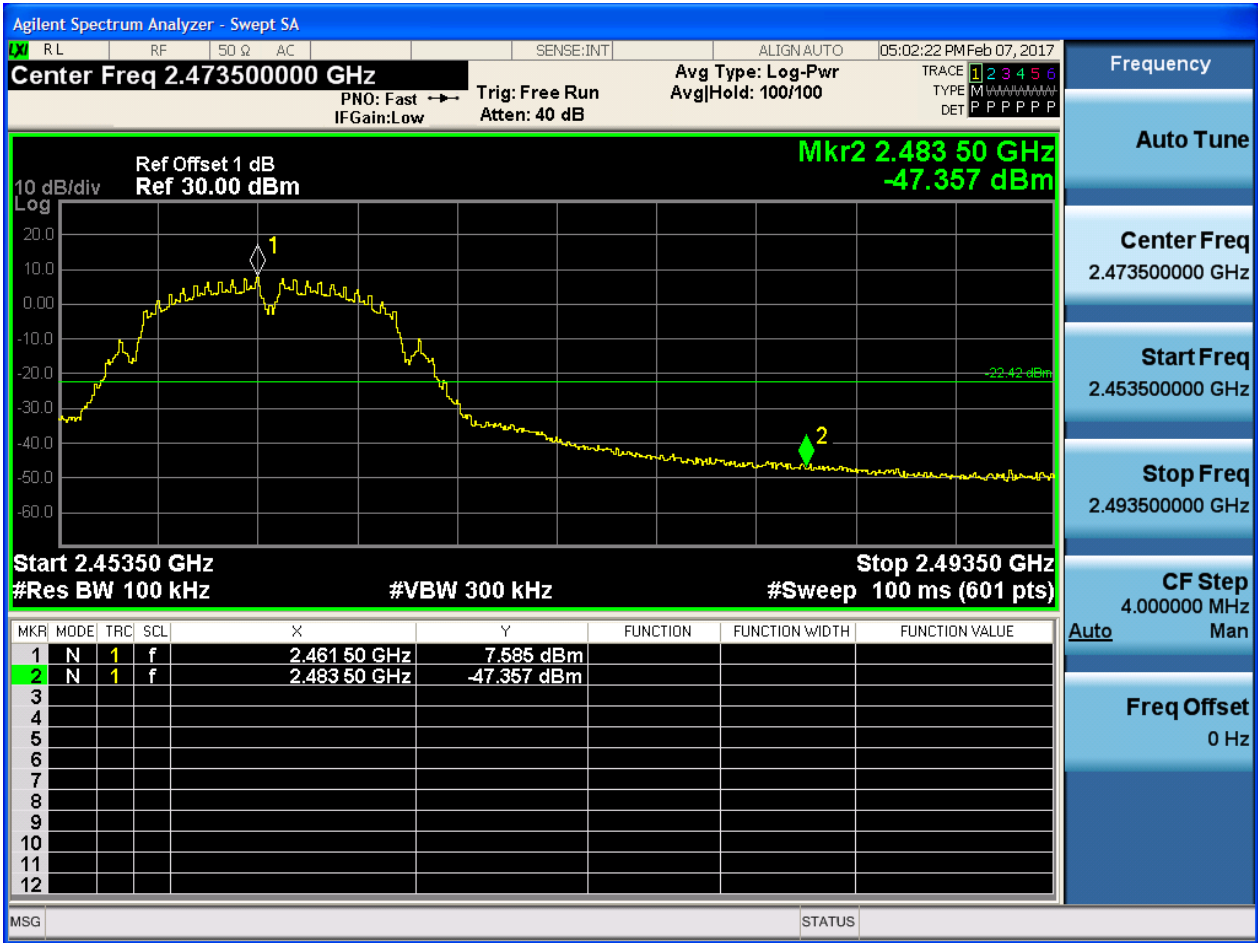 Agilent Spectrum Analyzer - Swept SA
LXI RL RF 50 Ω AC SENSE:INT ALIGN AUTO 05:02:22 PM Feb 07, 2017
Center Freq 2.473500000 GHz
PNO: Fast
IFGain:Low
Trig: Free Run
Atten: 40 dB
Avg Type: Log-Pwr
Avg|Hold: 100/100
TRACE 1 2 3 4 5 6
TYPE M
DET P P P P P P
Frequency
Mkr2 2.483 50 GHz
-47.357 dBm
Ref Offset 1 dB
10 dB/div Ref 30.00 dBm
Log
20.0
10.0
0.00
-10.0
-20.0
-30.0
-40.0
-50.0
-60.0
1
-22.42 dBm
2
Start 2.45350 GHz Stop 2.49350 GHz
#Res BW 100 kHz #VBW 300 kHz #Sweep 100 ms (601 pts)
MKR MODE TRC SCL X Y FUNCTION FUNCTION WIDTH FUNCTION VALUE
1 N 1 f 2.461 50 GHz 7.585 dBm
2 N 1 f 2.483 50 GHz -47.357 dBm
3
4
5
6
7
8
9
10
11
12
MSG STATUS
Auto Tune
Center Freq
2.473500000 GHz
Start Freq
2.453500000 GHz
Stop Freq
2.493500000 GHz
CF Step
4.000000 MHz
Auto Man
Freq Offset
0 Hz